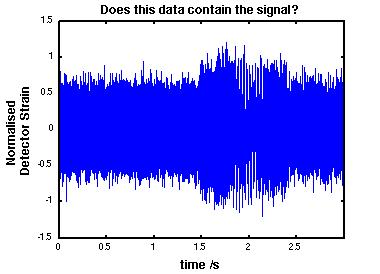 Does this data contain the signal?
1.5
1
0.5
0
-0.5
-1
-1.5
Normalised
Detector Strain
0 0.5 1 1.5 2 2.5
time /s